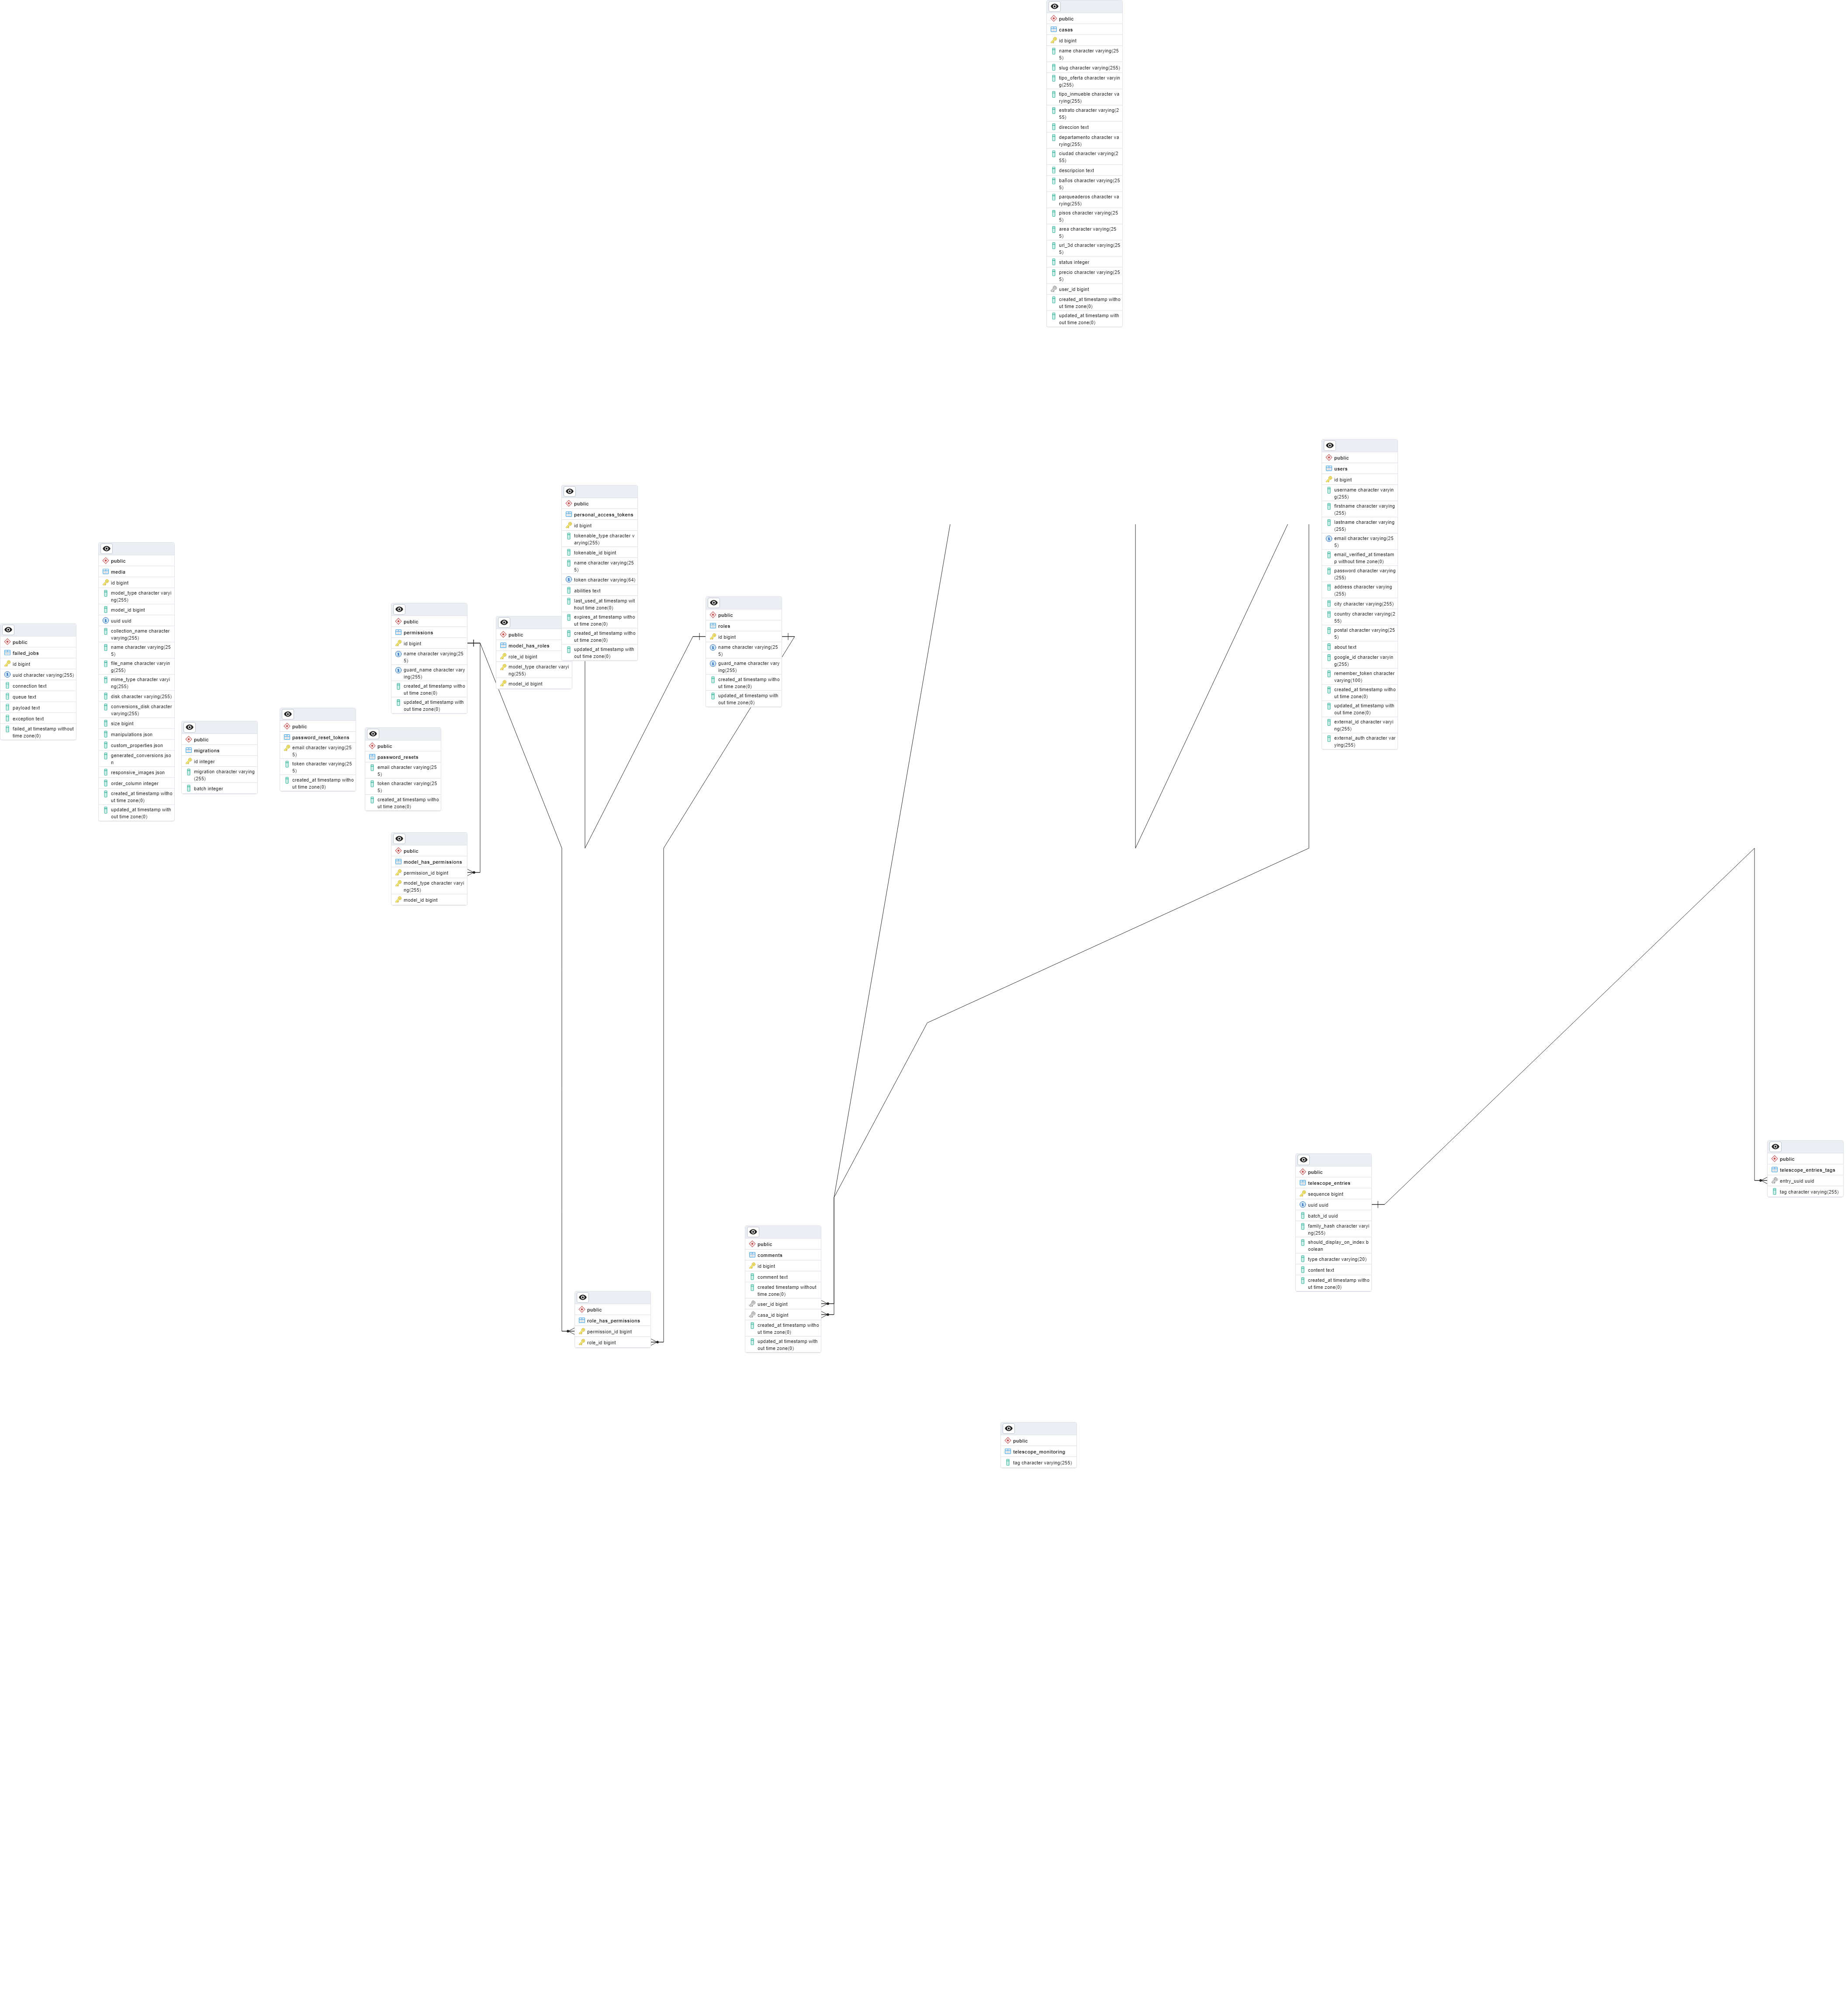 public
casas
id bigint
name character varying(25
5)
slug character varying(255)
tipo_oferta character varyin
g(255)
tipo_inmueble character va
rying(255)
estrato character varying(2
55)
direccion text
departamento character va
rying(255)
ciudad character varying(2
55)
descripcion text
baños character varying(25
5)
parqueaderos character va
rying(255)
pisos character varying(25
5)
area character varying(25
5)
url_3d character varying(25
5)
status integer
precio character varying(25
5)
user_id bigint
created_at timestamp witho
ut time zone(0)
updated_at timestamp with
out time zone(0)
public
users
id bigint
username character varyin
g(255)
firstname character varying
(255)
lastname character varying
(255)
email character varying(25
5)
email_verified_at timestam
p without time zone(0)
password character varying
(255)
address character varying
(255)
city character varying(255)
country character varying(2
55)
postal character varying(25
5)
about text
google_id character varyin
g(255)
remember_token character
varying(100)
created_at timestamp witho
ut time zone(0)
updated_at timestamp with
out time zone(0)
external_id character varyi
ng(255)
external_auth character var
ying(255)
public
personal_access_tokens
id bigint
tokenable_type character v
arying(255)
tokenable_id bigint
name character varying(25
5)
token character varying(64)
abilities text
last_used_at timestamp wit
hout time zone(0)
expires_at timestamp witho
ut time zone(0)
created_at timestamp witho
ut time zone(0)
updated_at timestamp with
out time zone(0)
public
media
id bigint
model_type character varyi
ng(255)
model_id bigint
uuid uuid
collection_name character
varying(255)
name character varying(25
5)
file_name character varyin
g(255)
mime_type character varyi
ng(255)
disk character varying(255)
conversions_disk character
varying(255)
size bigint
manipulations json
custom_properties json
generated_conversions jso
n
responsive_images json
order_column integer
created_at timestamp witho
ut time zone(0)
updated_at timestamp with
out time zone(0)
public
roles
id bigint
name character varying(25
5)
guard_name character vary
ing(255)
created_at timestamp witho
ut time zone(0)
updated_at timestamp with
out time zone(0)
public
permissions
id bigint
name character varying(25
5)
guard_name character vary
ing(255)
created_at timestamp witho
ut time zone(0)
updated_at timestamp with
out time zone(0)
public
model_has_roles
role_id bigint
model_type character varyi
ng(255)
model_id bigint
public
failed_jobs
id bigint
uuid character varying(255)
connection text
queue text
payload text
exception text
failed_at timestamp without
time zone(0)
public
password_reset_tokens
email character varying(25
5)
token character varying(25
5)
created_at timestamp witho
ut time zone(0)
public
migrations
id integer
migration character varying
(255)
batch integer
public
password_resets
email character varying(25
5)
token character varying(25
5)
created_at timestamp witho
ut time zone(0)
public
model_has_permissions
permission_id bigint
model_type character varyi
ng(255)
model_id bigint
public
telescope_entries_tags
entry_uuid uuid
tag character varying(255)
public
telescope_entries
sequence bigint
uuid uuid
batch_id uuid
family_hash character varyi
ng(255)
should_display_on_index b
oolean
type character varying(20)
content text
created_at timestamp witho
ut time zone(0)
public
comments
id bigint
comment text
created timestamp without
time zone(0)
user_id bigint
casa_id bigint
created_at timestamp witho
ut time zone(0)
updated_at timestamp with
out time zone(0)
public
role_has_permissions
permission_id bigint
role_id bigint
public
telescope_monitoring
tag character varying(255)